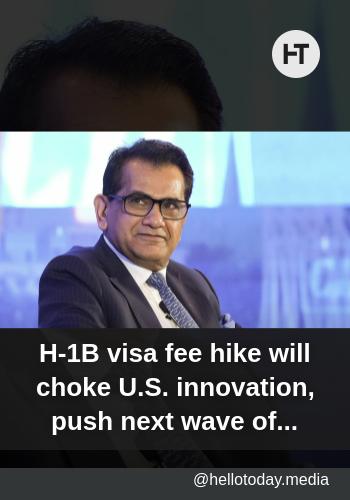 HT
H-1B visa fee hike will
choke U.S. innovation,
push next wave of...
@hellotoday.media